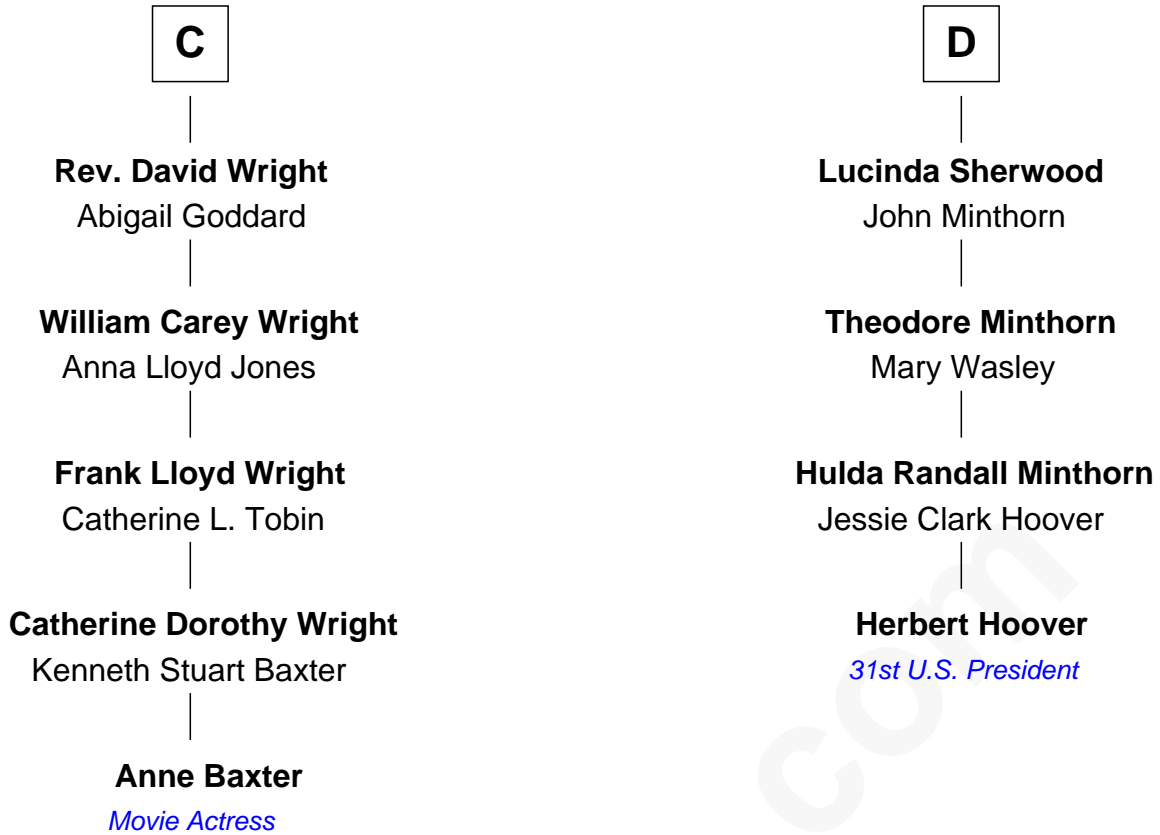 C
Rev. David Wright
Abigail Goddard
William Carey Wright
Anna Lloyd Jones
Frank Lloyd Wright
Catherine L. Tobin
Catherine Dorothy Wright
Kenneth Stuart Baxter
Anne Baxter
Movie Actress
D
Lucinda Sherwood
John Minthorn
Theodore Minthorn
Mary Wasley
Hulda Randall Minthorn
Jessie Clark Hoover
Herbert Hoover
31st U.S. President
com